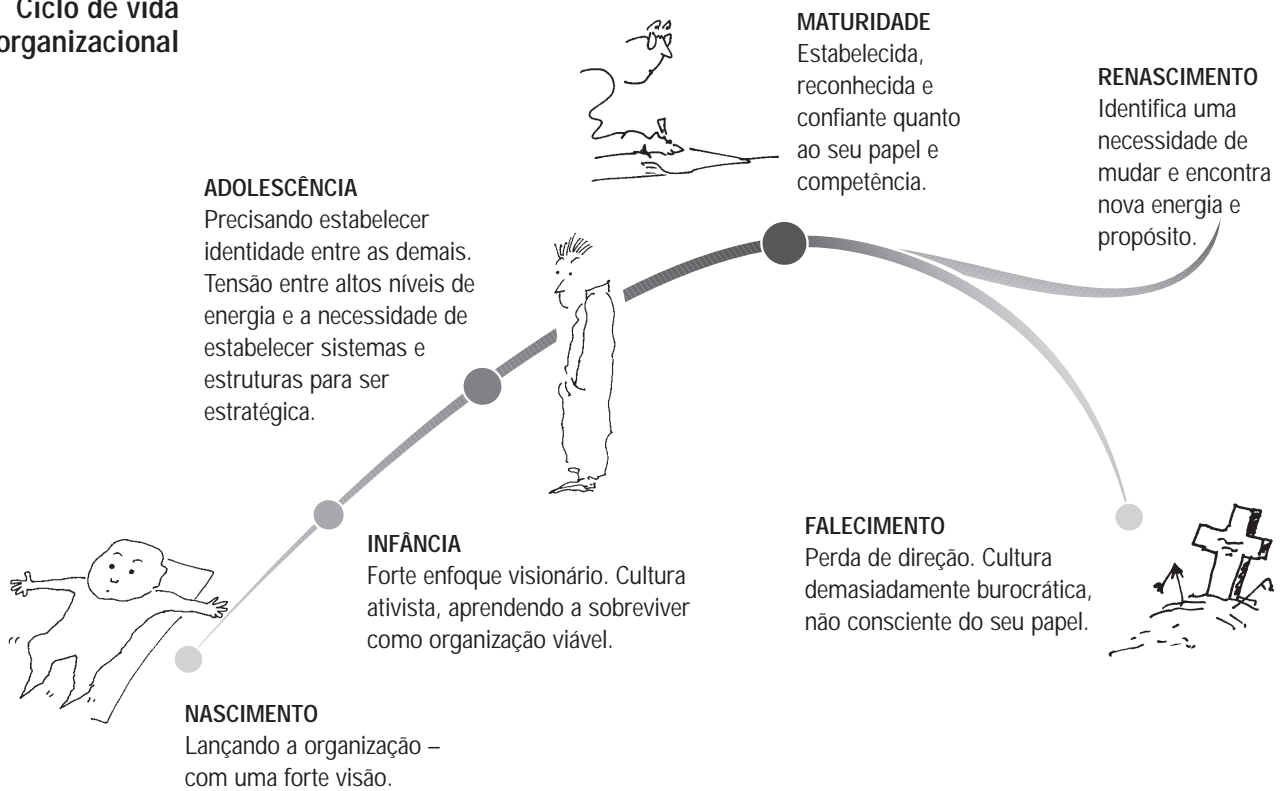 Ciclo de vida
organizacional
MATURIDADE
Estabelecida,
reconhecida e
confiante quanto
ao seu papel e
competência.
RENASCIMENTO
Identifica uma
necessidade de
mudar e encontra
nova energia e
propósito.
ADOLESCÊNCIA
Precisando estabelecer
identidade entre as demais.
Tensão entre altos níveis de
energia e a necessidade de
estabelecer sistemas e
estruturas para ser
estratégica.
INFÂNCIA
Forte enfoque visionário. Cultura
ativista, aprendendo a sobreviver
como organização viável.
FALECIMENTO
Perda de direção. Cultura
demasiadamente burocrática,
não consciente do seu papel.
NASCIMENTO
Lançando a organização –
com uma forte visão.